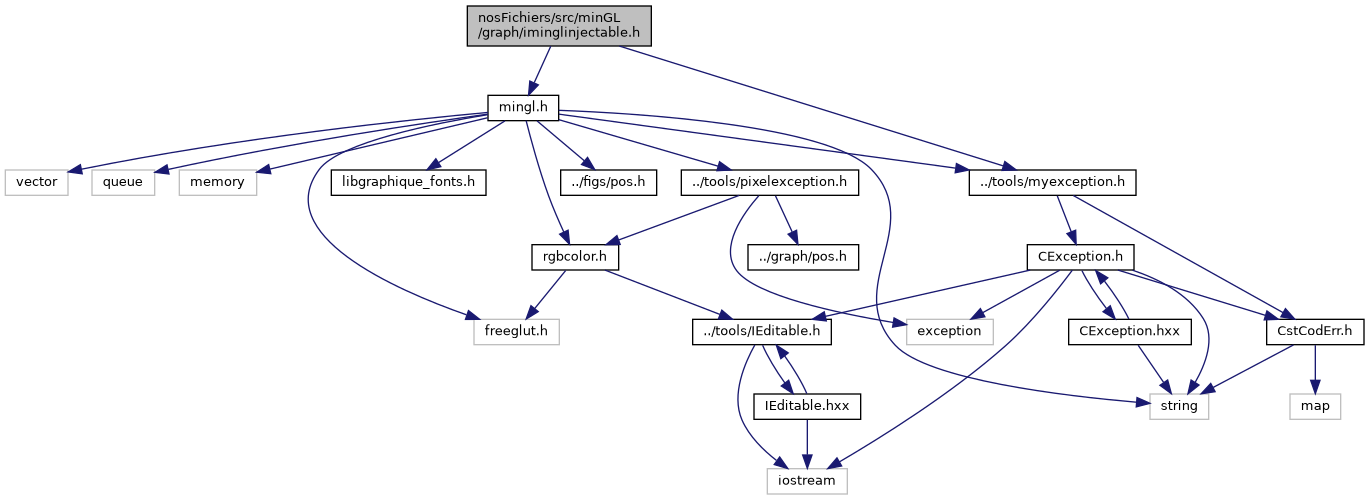 nosFichiers/src/minGL
/graph/iminglinjectable.h
mingl.h
vector
queue
memory
libgraphique_fonts.h
../figs/pos.h
../tools/pixelexception.h
../tools/myexception.h
rgbcolor.h
../graph/pos.h
CException.h
freeglut.h
../tools/IEditable.h
exception
CException.hxx
CstCodErr.h
IEditable.hxx
string
map
iostream